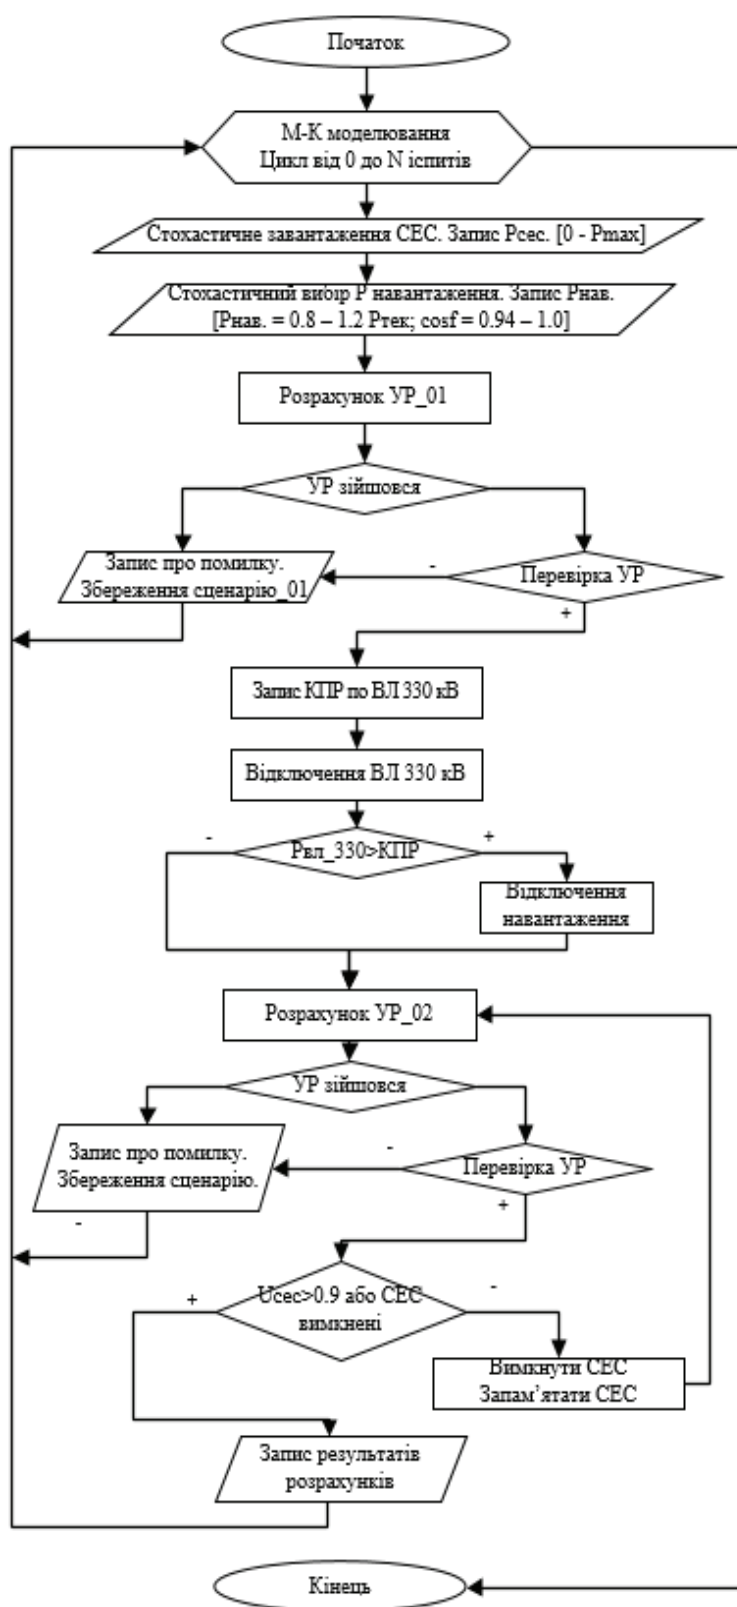 Початок
М-К моделювання
Цикл від 0 до N іспитів
Стохастичне завантаження СЕС. Запис Рсес. [0 - Pmax]
Стохастичний вибір Р навантаження. Запис Рнав.
[Рнав. = 0.8 – 1.2 Ртек; cosf = 0.94 – 1.0]
Розрахунок УР_01
УР зійшовся
Запис про помилку.
Збереження сценарію_01
-
Перевірка УР
+
Запис КПР по ВЛ 330 кВ
Відключення ВЛ 330 кВ
-
Рвл_330>КПР
+
Відключення
навантаження
Розрахунок УР_02
УР зійшовся
Запис про помилку.
Збереження сценарію.
-
Перевірка УР
-
+
+
Uсес>0.9 або СЕС
вимкнені
-
Вимкнути СЕС
Запам’ятати СЕС
Запис результатів
розрахунків
Кінець